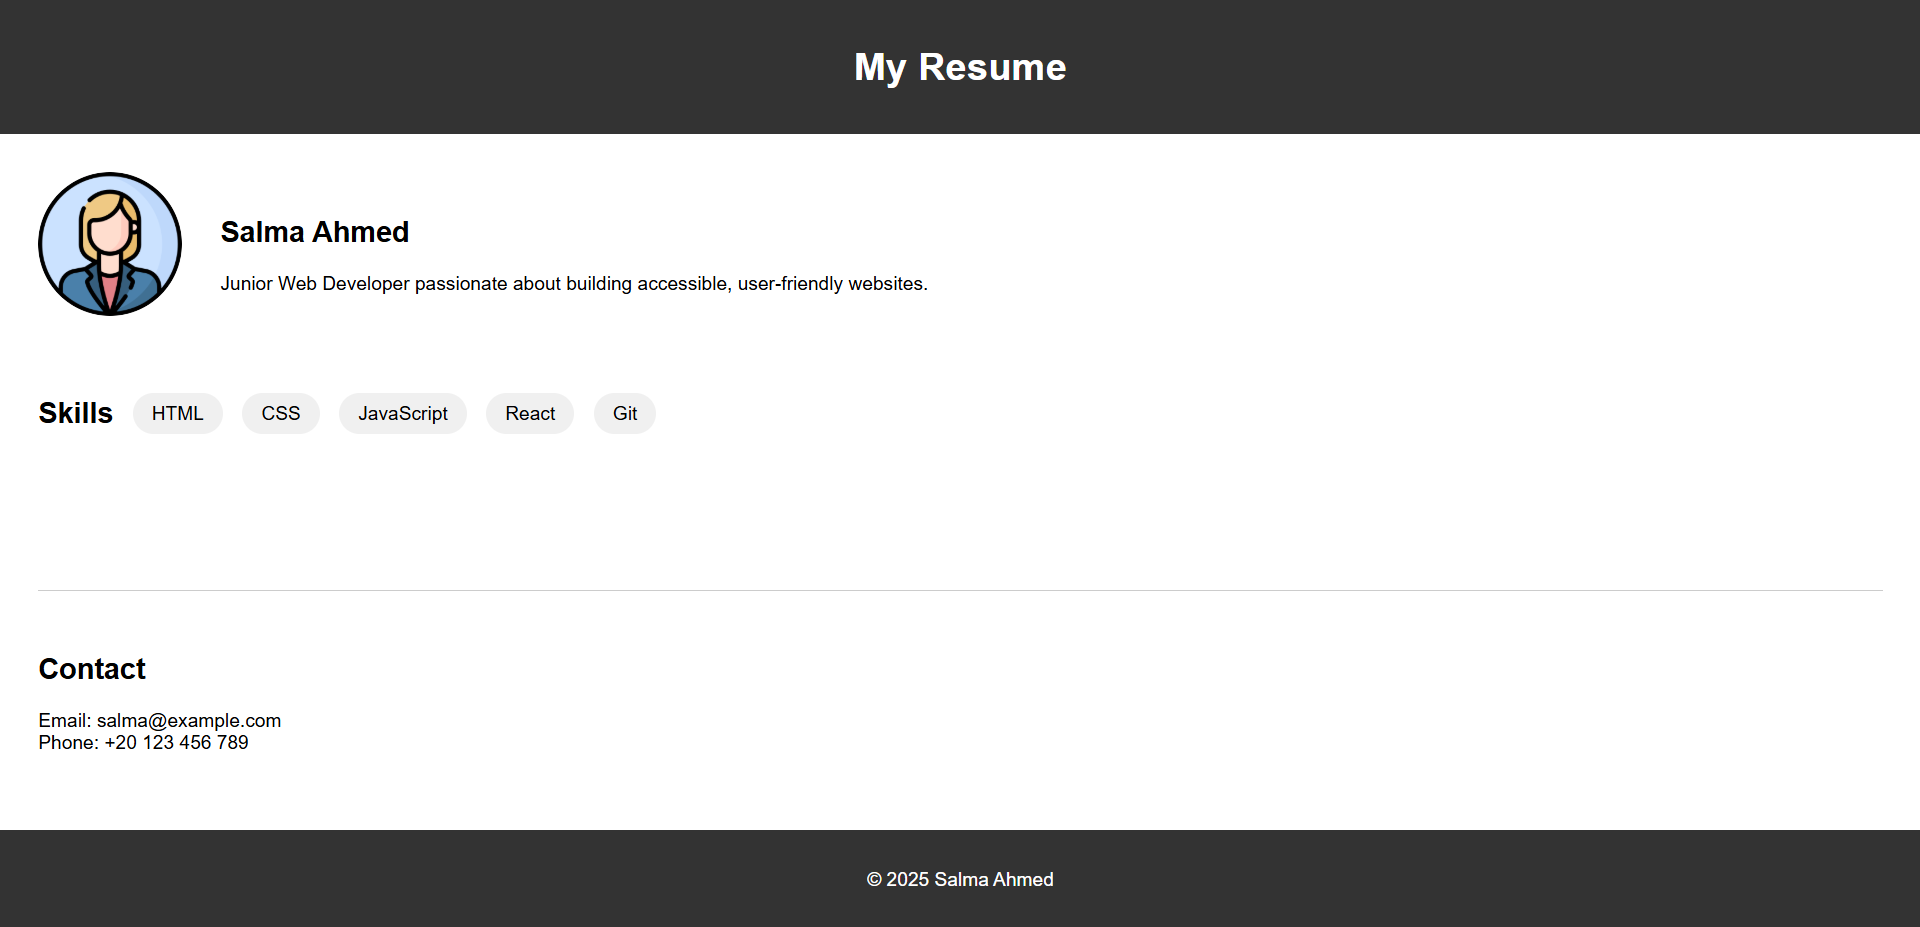 My Resume
Salma Ahmed
Junior Web Developer passionate about building accessible, user-friendly websites.
Skills HTML CSS JavaScript React Git
Contact
Email: salma@example.com
Phone: +20 123 456 789
© 2025 Salma Ahmed